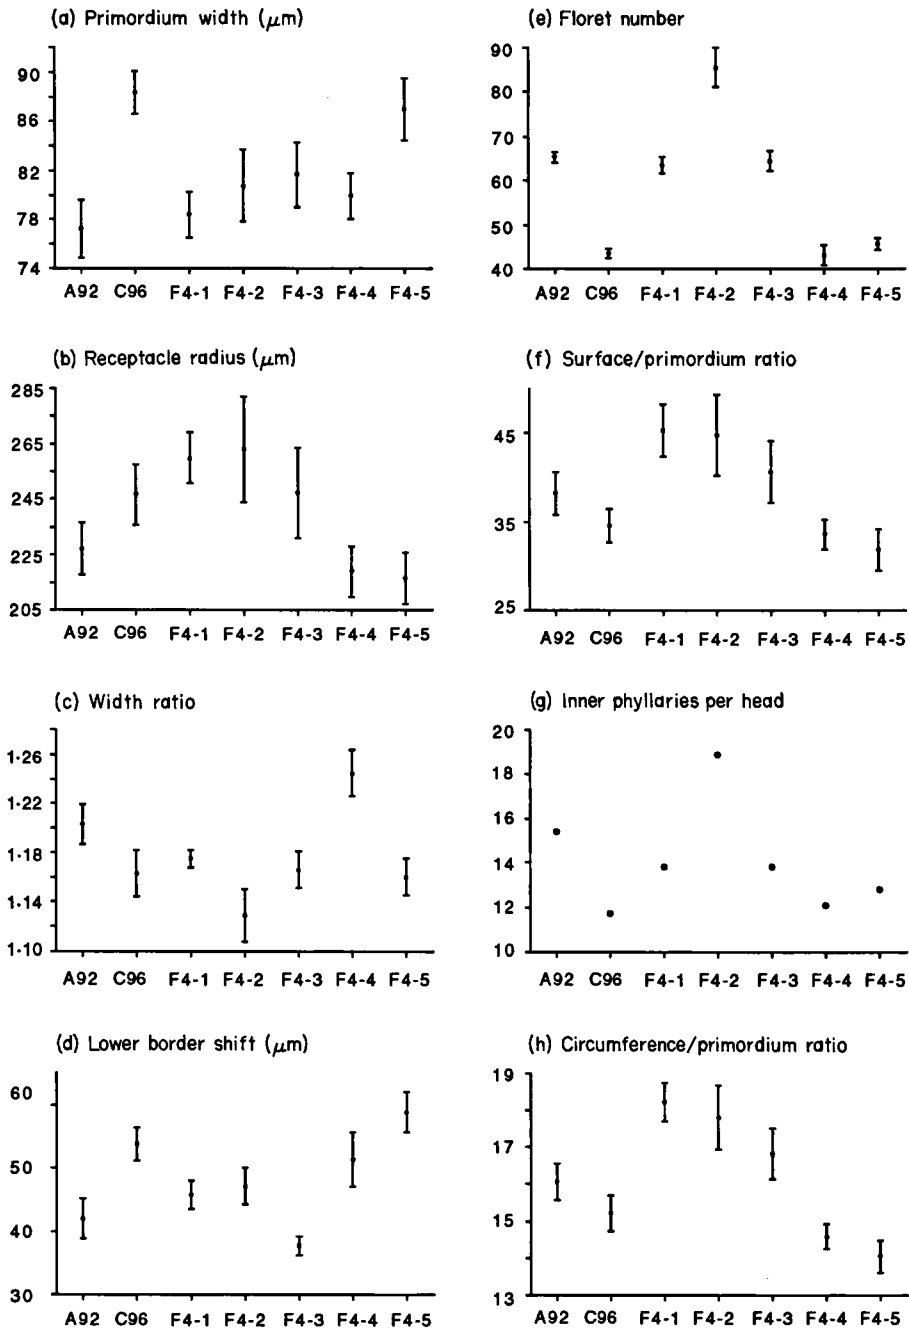 (a) Primordium width (μm)
90
86
82
78
74
A92 C96 F4-1 F4-2 F4-3 F4-4 F4-5
(b) Receptacle radius (μm)
285
265
245
225
205
A92 C96 F4-1 F4-2 F4-3 F4-4 F4-5
(c) Width ratio
1·26
1·22
1·18
1·14
1·10
A92 C96 F4-1 F4-2 F4-3 F4-4 F4-5
(d) Lower border shift (μm)
60
50
40
30
A92 C96 F4-1 F4-2 F4-3 F4-4 F4-5
(e) Floret number
90
80
70
60
50
40
A92 C96 F4-1 F4-2 F4-3 F4-4 F4-5
(f) Surface/primordium ratio
45
35
25
A92 C96 F4-1 F4-2 F4-3 F4-4 F4-5
(g) Inner phyllaries per head
20
18
16
14
12
10
A92 C96 F4-1 F4-2 F4-3 F4-4 F4-5
(h) Circumference/primordium ratio
19
17
15
13
A92 C96 F4-1 F4-2 F4-3 F4-4 F4-5